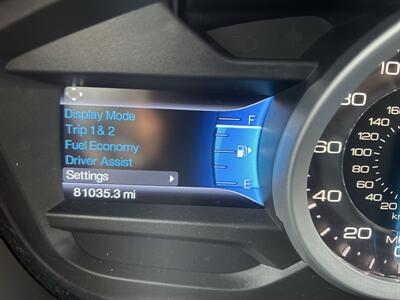 Display Mode
Trip 1 & 2
Fuel Economy
Driver Assist
Settings
81035.3 mi
F
E
100
80
60
40
20
160
140
120
100
80
60
40
20